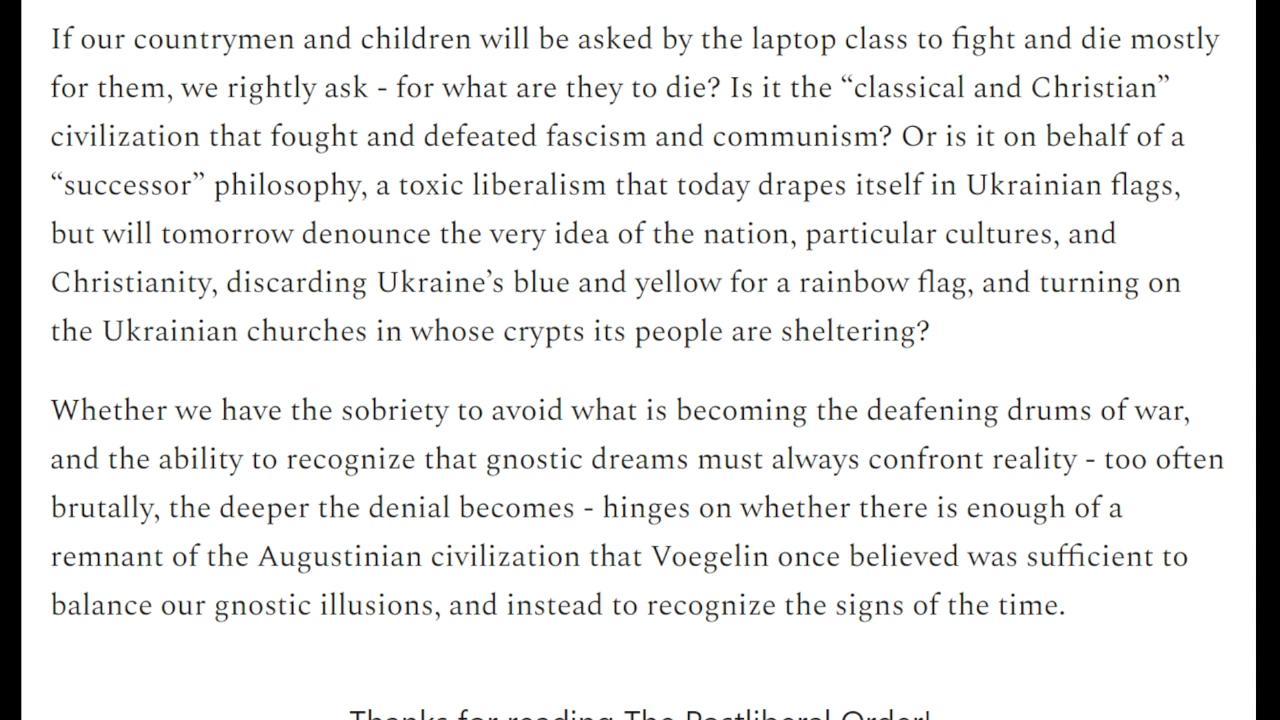 If our countrymen and children will be asked by the laptop class to fight and die mostly
for them, we rightly ask - for what are they to die? Is it the “classical and Christian”
civilization that fought and defeated fascism and communism? Or is it on behalf of a
“successor” philosophy, a toxic liberalism that today drapes itself in Ukrainian flags,
but will tomorrow denounce the very idea of the nation, particular cultures, and
Christianity, discarding Ukraine’s blue and yellow for a rainbow flag, and turning on
the Ukrainian churches in whose crypts its people are sheltering?
Whether we have the sobriety to avoid what is becoming the deafening drums of war,
and the ability to recognize that gnostic dreams must always confront reality - too often
brutally, the deeper the denial becomes - hinges on whether there is enough of a
remnant of the Augustinian civilization that Voegelin once believed was sufficient to
balance our gnostic illusions, and instead to recognize the signs of the time.
Thanks for reading The Postliberal Order!